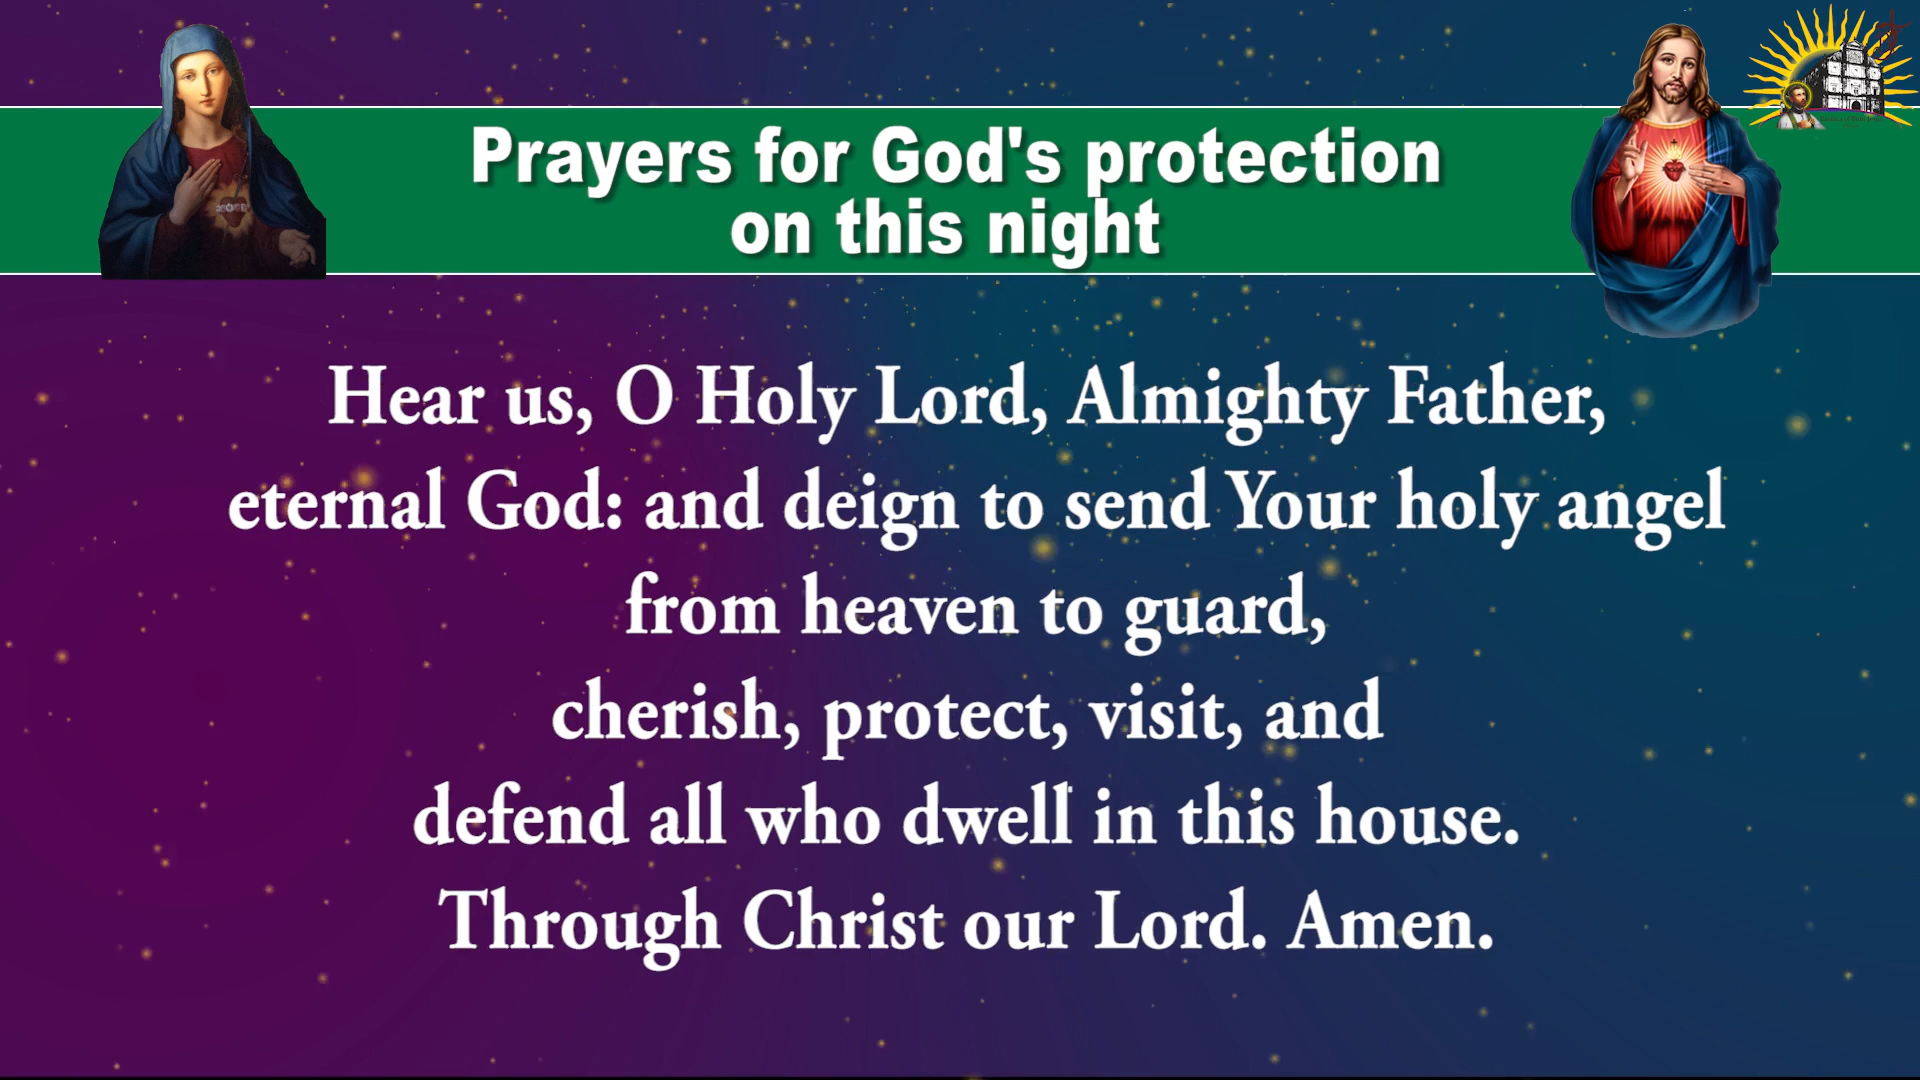 Prayers for God's protection
on this night
Hear us, O Holy Lord, Almighty Father,
eternal God: and deign to send Your holy angel
from heaven to guard,
cherish, protect, visit, and
defend all who dwell in this house.
Through Christ our Lord. Amen.